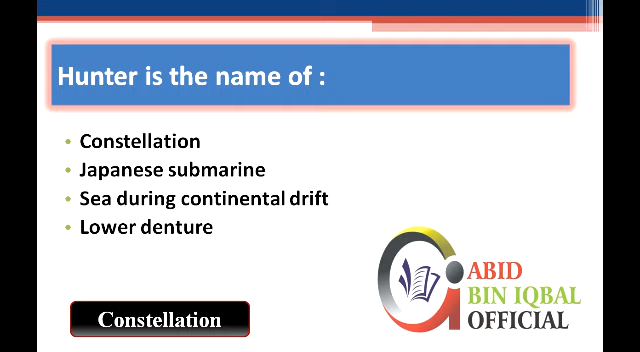 Hunter is the name of :
Constellation
Japanese submarine
Sea during continental drift
Lower denture
ABID
BIN IQBAL
OFFICIAL
Constellation